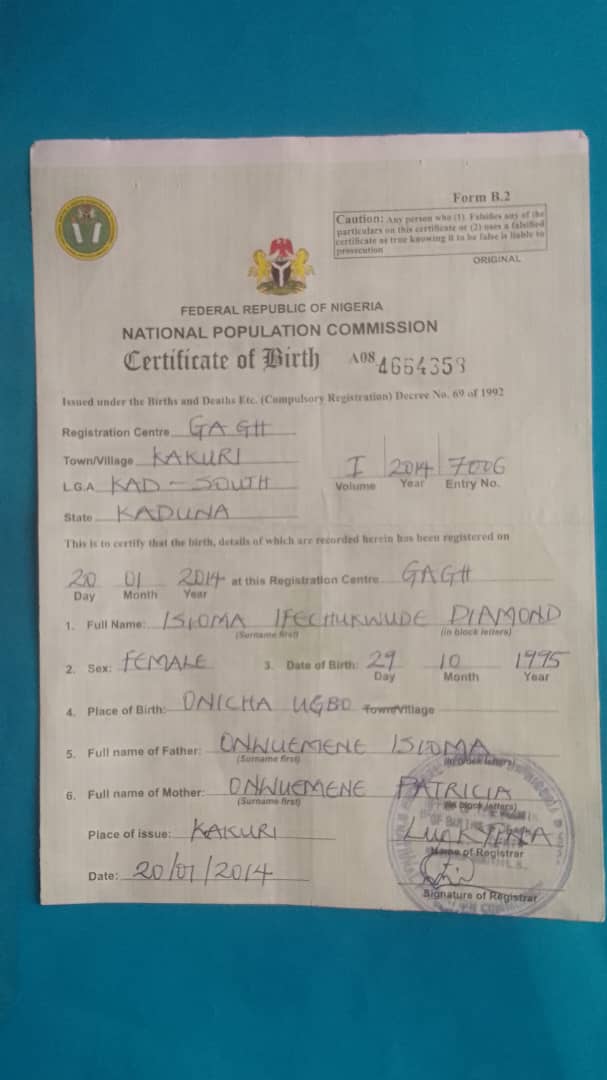 Form B.2
Caution: Any person who (1). Falsifies any of the
particulars on this certificate or (2) uses a falsified
certificate as true knowing it to be false is liable to
prosecution
ORIGINAL
FEDERAL REPUBLIC OF NIGERIA
NATIONAL POPULATION COMMISSION
Certificate of Birth A08 4664353
Issued under the Births and Deaths Etc. (Compulsory Registration) Decree No. 69 of 1992
Registration Centre GAGH
Town/Village KAKURI
I 2014 7006
Volume Year Entry No.
L.G.A KAD - SOUTH
State KADUNA
This is to certify that the birth, details of which are recorded herein has been registered on
20 01 2014 at this Registration Centre GAGH
Day Month Year
1. Full Name: ISIOMA IFECHUKWUDE DIAMOND
(Surname first) (in block letters)
2. Sex: FEMALE 3. Date of Birth: 29 10 1995
Day Month Year
4. Place of Birth: ONICHA UGBO Town/Village
5. Full name of Father: ONWUEMENE ISIOMA
(Surname first) (in block letters)
6. Full name of Mother: ONWUEMENE PATRICIA
(Surname first) (in block letters)
Place of issue: KAKURI
Name of Registrar
Date: 20/01/2014
Signature of Registrar